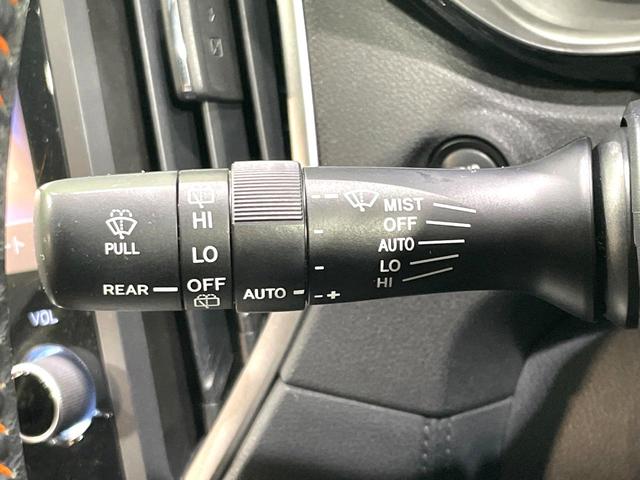 PULL
REAR
HI
LO
OFF
AUTO
- +
MIST
OFF
AUTO
LO
HI
VOL